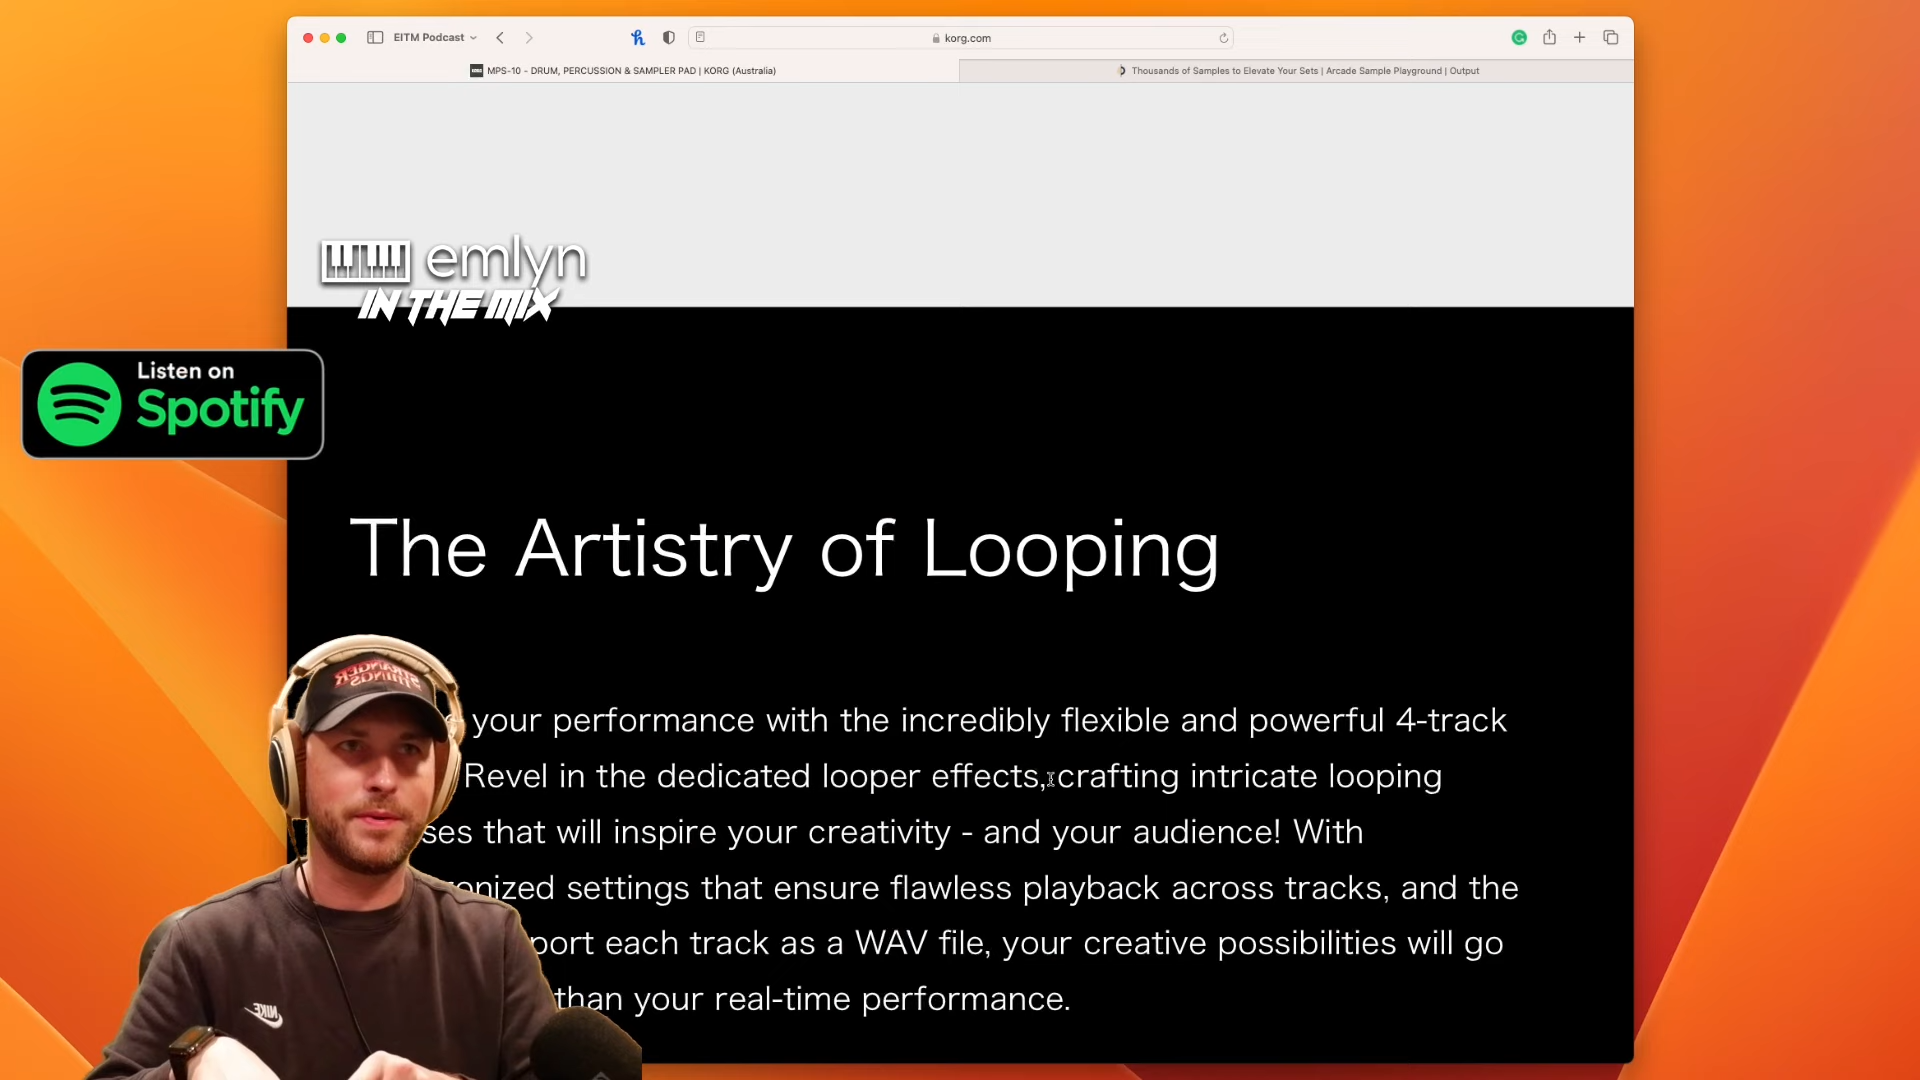 EITM Podcast
korg.com
MPS-10 - DRUM, PERCUSSION & SAMPLER PAD | KORG (Australia)
Thousands of Samples to Elevate Your Sets | Arcade Sample Playground | Output
emlyn
IN THE MIX
Listen on
Spotify
The Artistry of Looping
your performance with the incredibly flexible and powerful 4-track
Revel in the dedicated looper effects, crafting intricate looping
ses that will inspire your creativity - and your audience! With
onized settings that ensure flawless playback across tracks, and the
port each track as a WAV file, your creative possibilities will go
than your real-time performance.
STRANGER
THINGS
NIKE